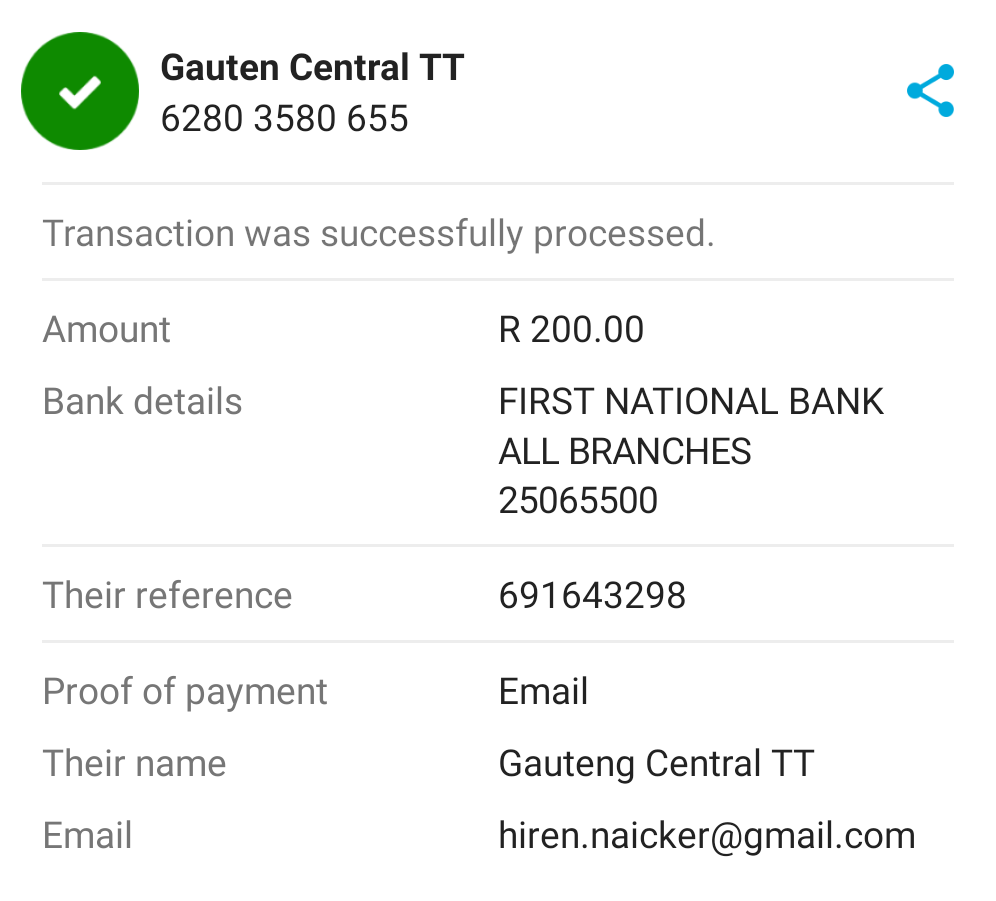 Gauten Central TT
6280 3580 655
Transaction was successfully processed.
Amount R 200.00
Bank details FIRST NATIONAL BANK
ALL BRANCHES
25065500
Their reference 691643298
Proof of payment Email
Their name Gauteng Central TT
Email hiren.naicker@gmail.com